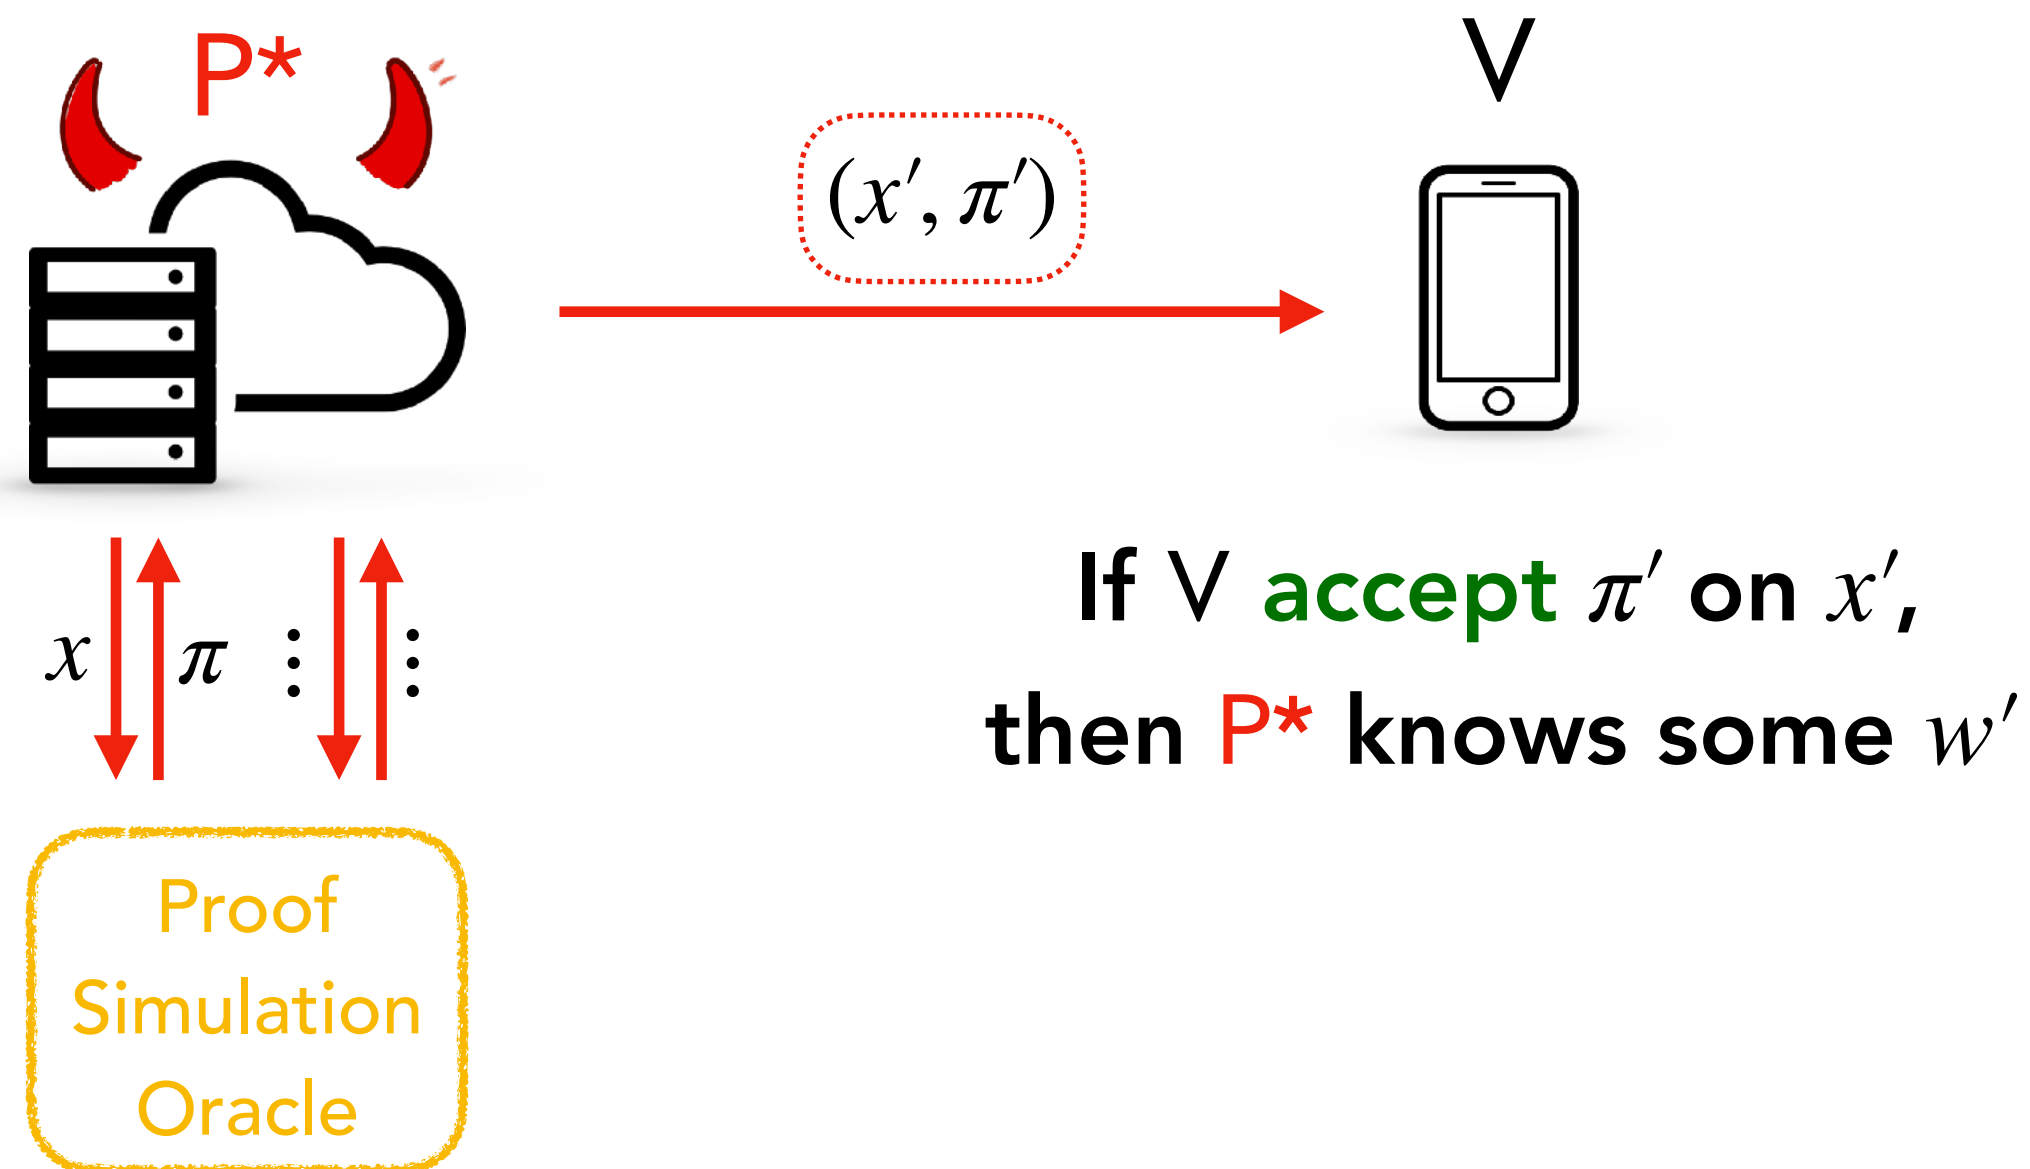 P*
V
(x′, π′)
x π ⋮ ⋮
If V accept π′ on x′,
then P* knows some w′
Proof
Simulation
Oracle